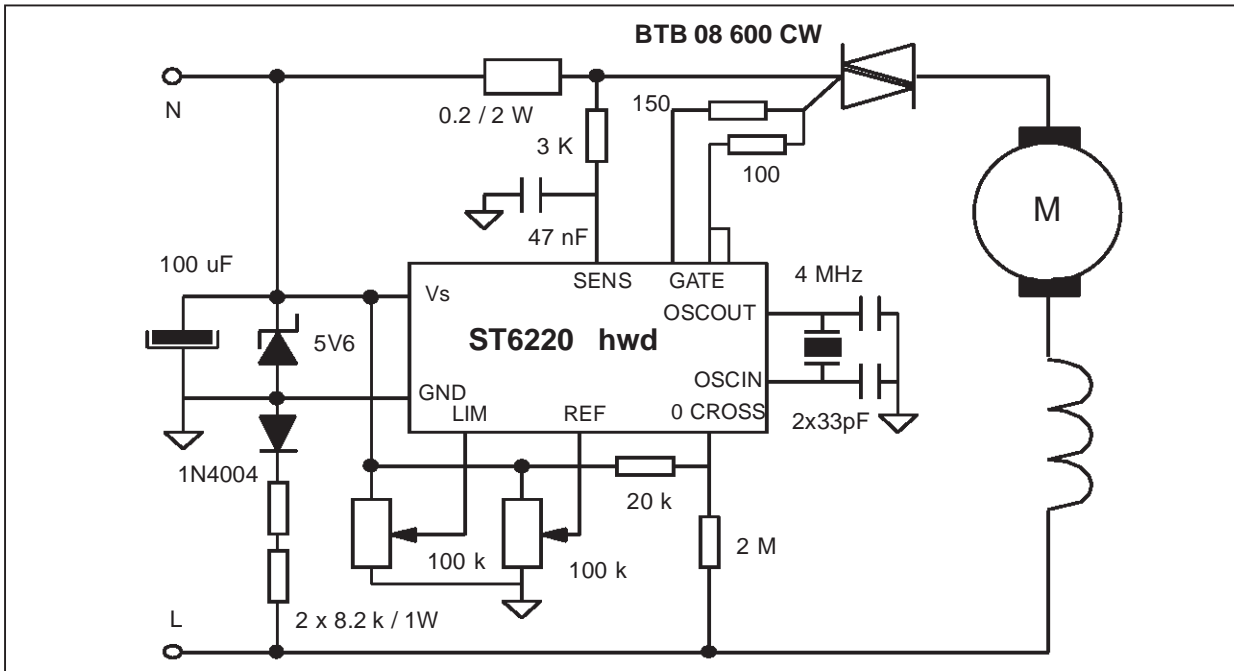 BTB 08 600 CW
N
0.2 / 2 W
150
3 K
100
M
47 nF
100 uF
4 MHz
Vs
SENS
GATE
OSCOUT
5V6
ST6220 hwd
OSCIN
GND
LIM
REF
0 CROSS
2x33pF
1N4004
20 k
2 M
100 k
100 k
L
2 x 8.2 k / 1W